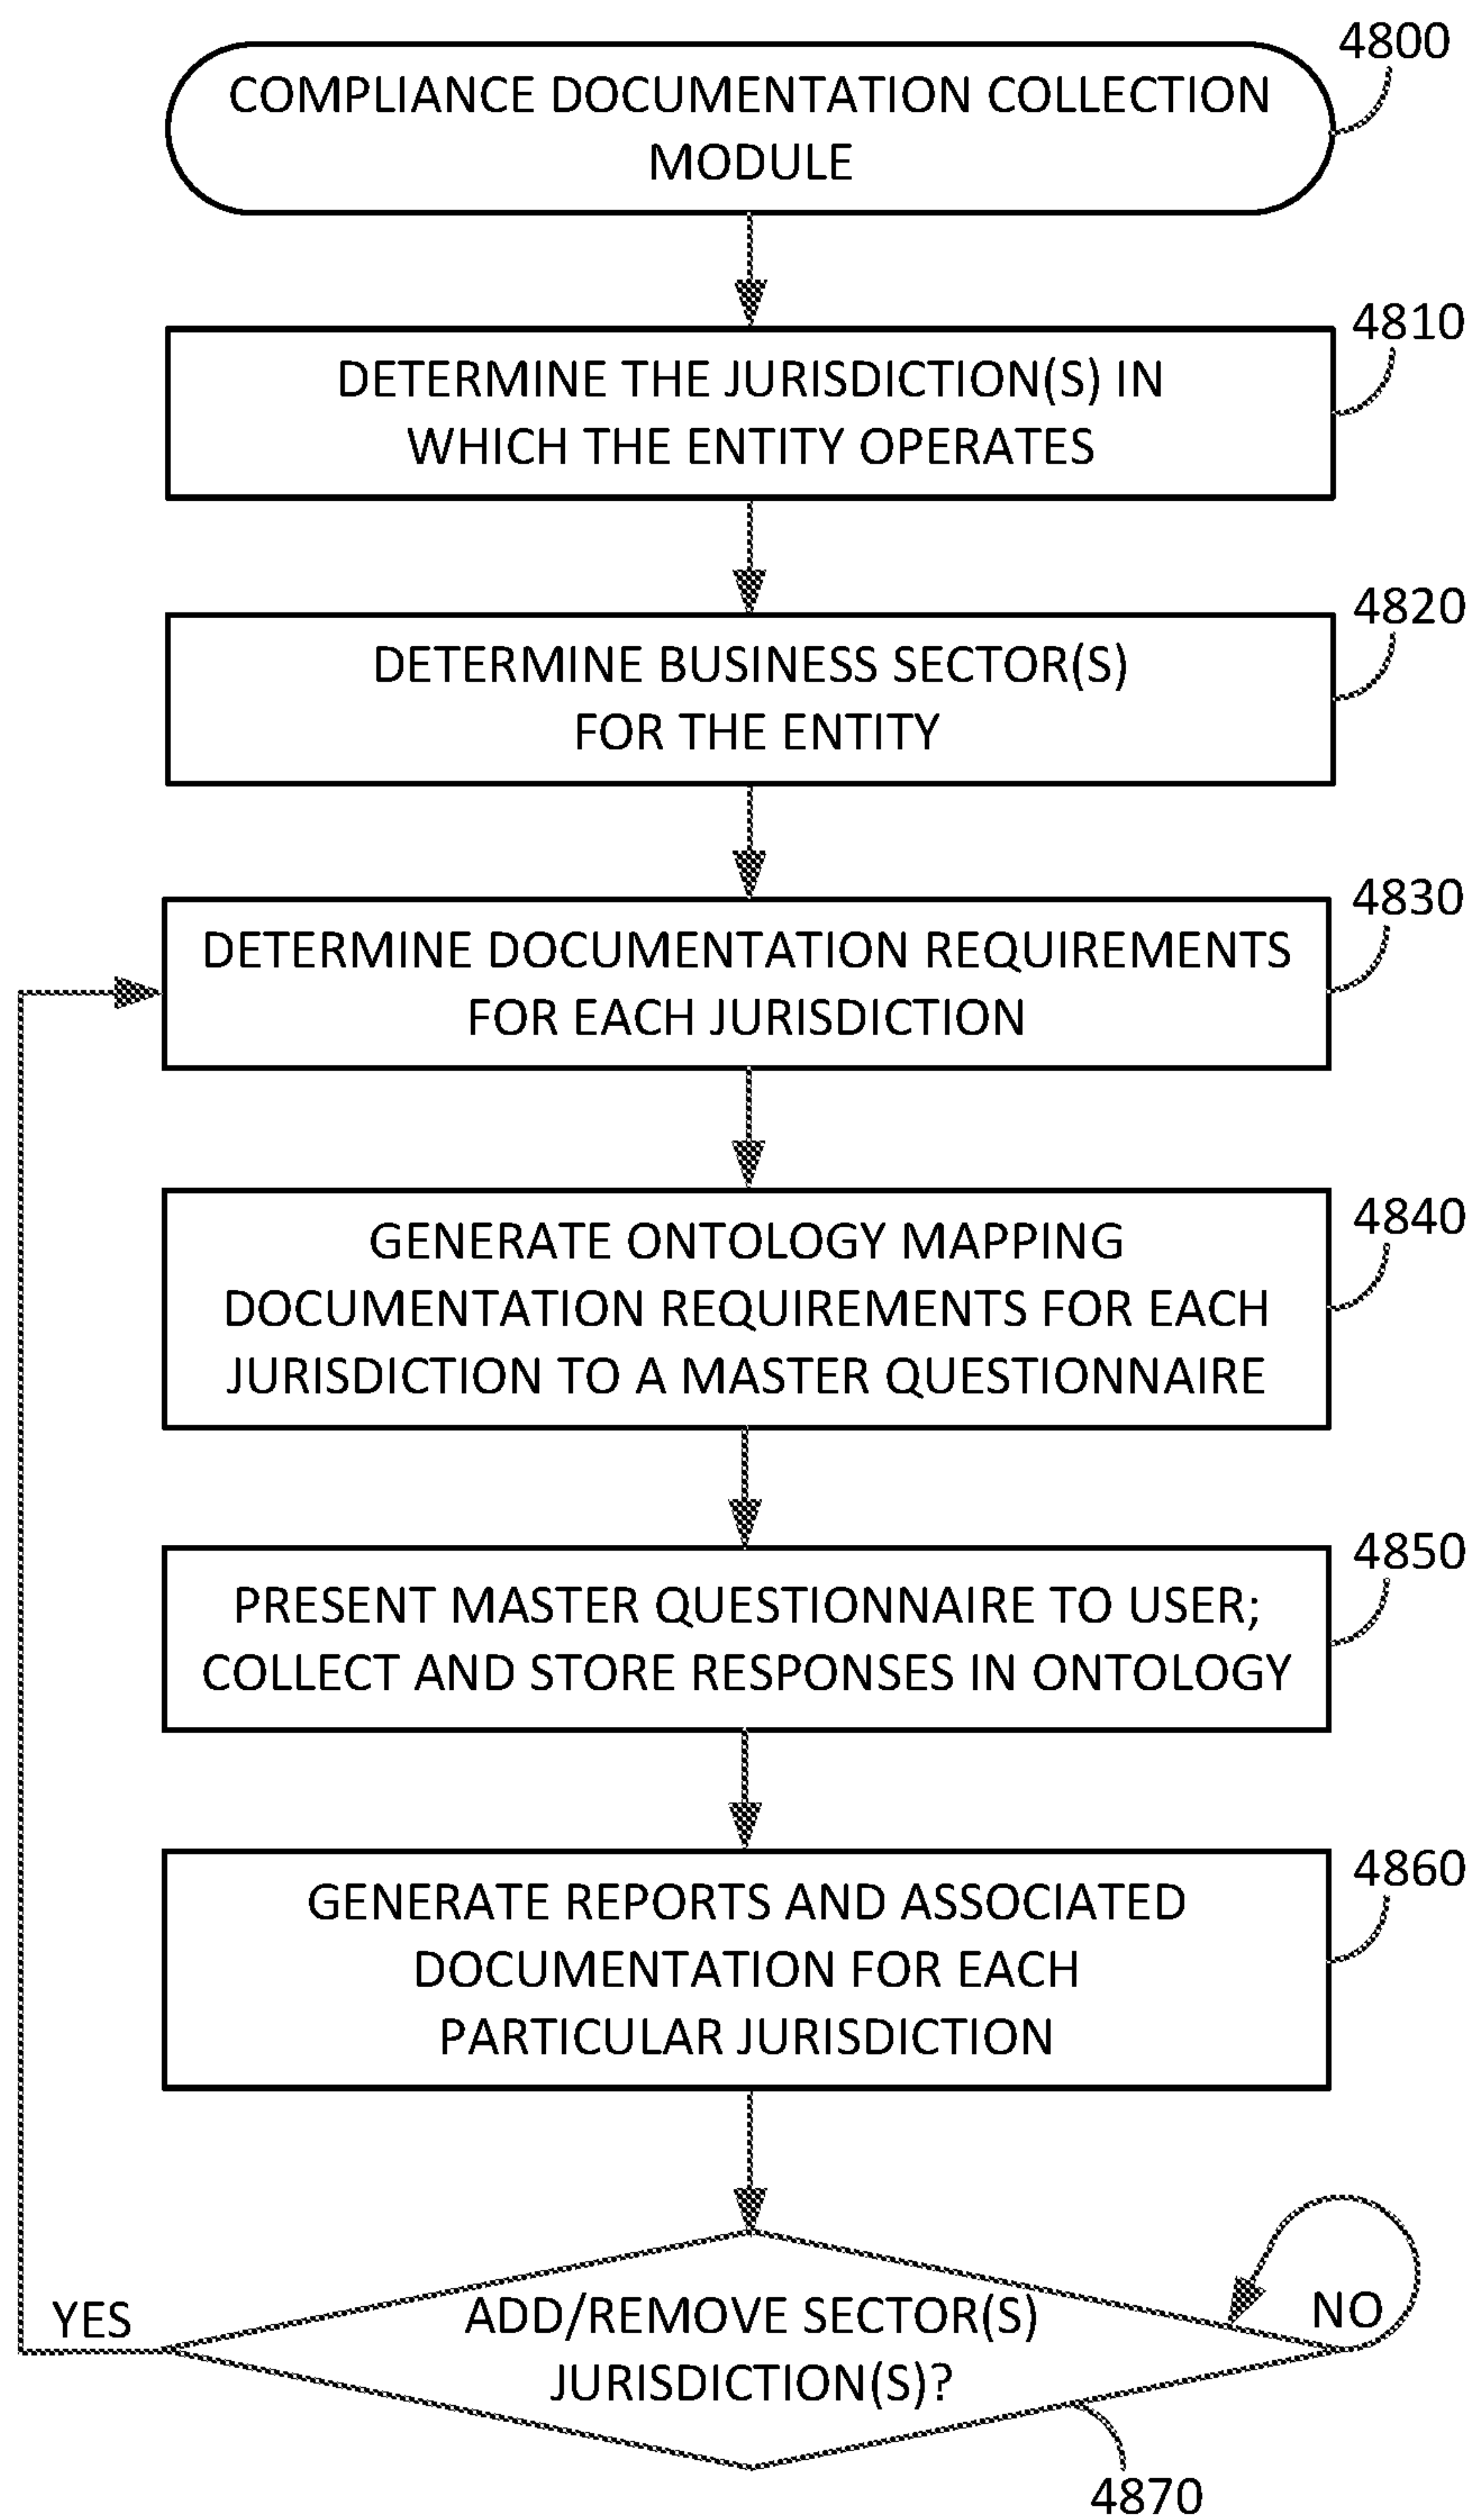 4800
COMPLIANCE DOCUMENTATION COLLECTION
MODULE
4810
DETERMINE THE JURISDICTION(S) IN
WHICH THE ENTITY OPERATES
4820
DETERMINE BUSINESS SECTOR(S)
FOR THE ENTITY
4830
DETERMINE DOCUMENTATION REQUIREMENTS
FOR EACH JURISDICTION
4840
GENERATE ONTOLOGY MAPPING
DOCUMENTATION REQUIREMENTS FOR EACH
JURISDICTION TO A MASTER QUESTIONNAIRE
4850
PRESENT MASTER QUESTIONNAIRE TO USER;
COLLECT AND STORE RESPONSES IN ONTOLOGY
4860
GENERATE REPORTS AND ASSOCIATED
DOCUMENTATION FOR EACH
PARTICULAR JURISDICTION
YES
ADD/REMOVE SECTOR(S)
JURISDICTION(S)?
NO
4870